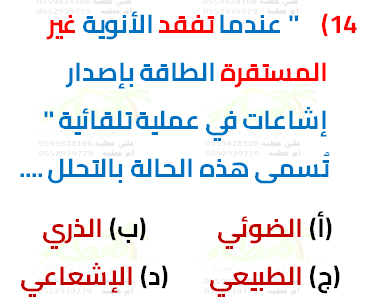 14) " عندما تفقد الأنوية غير
المستقرة الطاقة بإصدار
إشاعات في عملية تلقائية "
تُسمى هذه الحالة بالتحلل ....
(أ) الضوئي (ب) الذري
(ج) الطبيعي (د) الإشعاعي